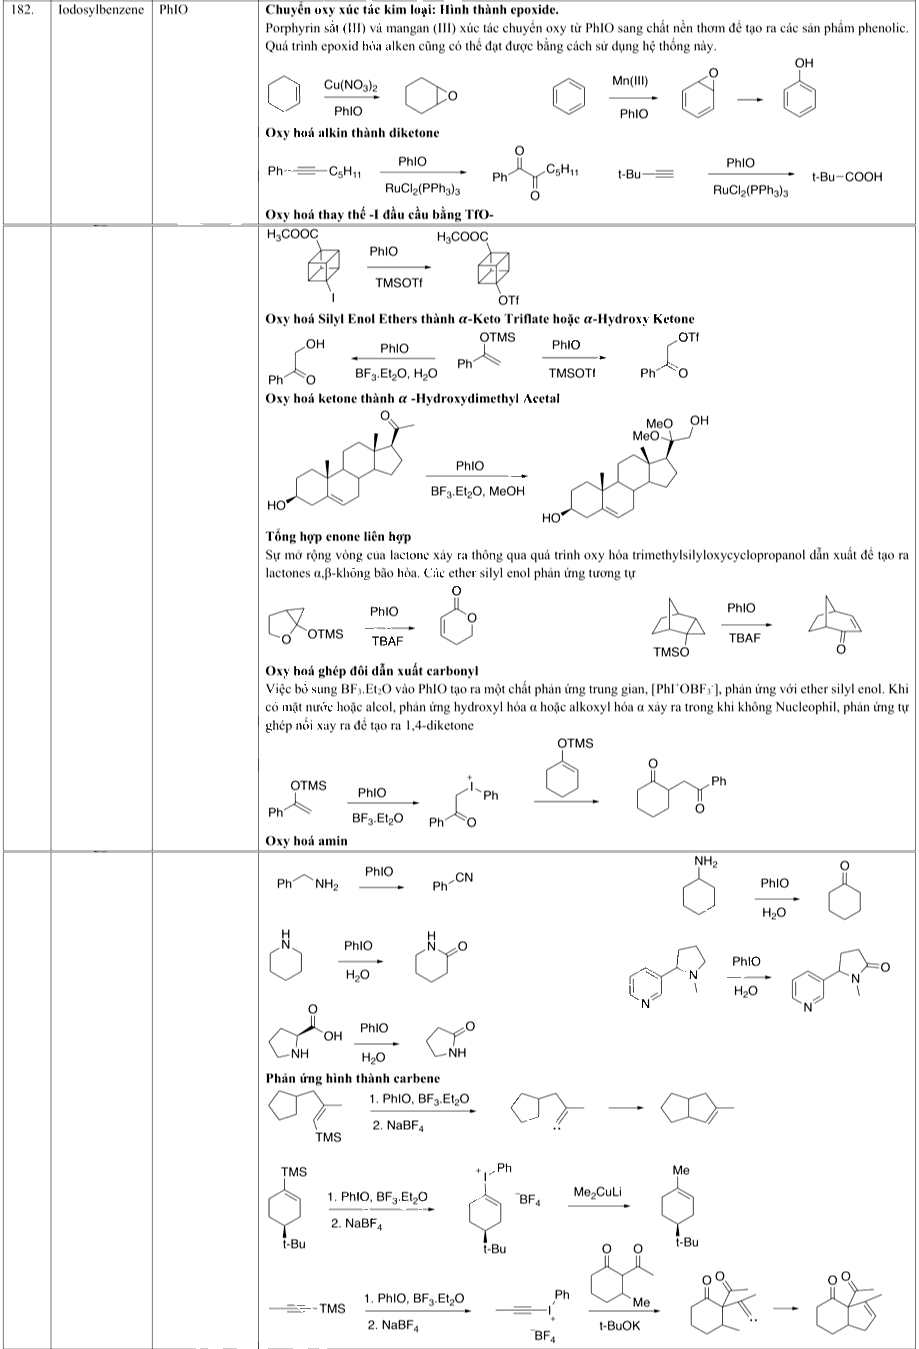 182. Iodosylbenzene PhIO Chuyển oxy xúc tác kim loại: Hình thành epoxide.
Porphyrin sắt (III) và mangan (III) xúc tác chuyển oxy từ PhIO sang chất nền thơm để tạo ra các sản phẩm phenolic.
Quá trình epoxid hóa alken cũng có thể đạt được bằng cách sử dụng hệ thống này.
Cu(NO3)2
PhIO
O
Mn(III)
PhIO
O
OH
Oxy hoá alkin thành diketone
Ph C5H11
PhIO
RuCl2(PPh3)3
O
Ph C5H11
O
t-Bu
PhIO
RuCl2(PPh3)3
t-Bu-COOH
Oxy hoá thay thế -I đầu cầu bằng TfO-
H3COOC
I
PhIO
TMSOTf
H3COOC
OTf
Oxy hoá Silyl Enol Ethers thành α-Keto Triflate hoặc α-Hydroxy Ketone
OH
Ph O
PhIO
BF3.Et2O, H2O
OTMS
Ph
PhIO
TMSOTf
OTf
Ph O
Oxy hoá ketone thành α -Hydroxydimethyl Acetal
O
HO
PhIO
BF3.Et2O, MeOH
MeO OH
MeO
HO
Tổng hợp enone liên hợp
Sự mở rộng vòng của lactone xảy ra thông qua quá trình oxy hóa trimethylsilyloxycyclopropanol dẫn xuất để tạo ra
lactones α,β-không bão hòa. Các ether silyl enol phản ứng tương tự
O OTMS
PhIO
TBAF
O
O
TMSO
PhIO
TBAF
O
Oxy hoá ghép đôi dẫn xuất carbonyl
Việc bổ sung BF3.Et2O vào PhIO tạo ra một chất phản ứng trung gian, [PhI+OBF3-], phản ứng với ether silyl enol. Khi
có mặt nước hoặc alcol, phản ứng hydroxyl hóa α hoặc alkoxyl hóa α xảy ra trong khi không Nucleophil, phản ứng tự
ghép nối xảy ra để tạo ra 1,4-diketone
OTMS
Ph
PhIO
BF3.Et2O
+
I Ph
Ph O
OTMS
O
Ph
O
Oxy hoá amin
Ph NH2
PhIO
Ph CN
NH2
PhIO
H2O
O
H
N
PhIO
H2O
H
N O
N
N
PhIO
H2O
N O
N
O
OH
NH
PhIO
H2O
O
NH
Phản ứng hình thành carbene
TMS
1. PhIO, BF3.Et2O
2. NaBF4
:
TMS
t-Bu
1. PhIO, BF3.Et2O
2. NaBF4
+
I Ph
-BF4
t-Bu
Me2CuLi
Me
t-Bu
TMS
1. PhIO, BF3.Et2O
2. NaBF4
Ph
I
+
-BF4
O O
Me
t-BuOK
O O
:
O O